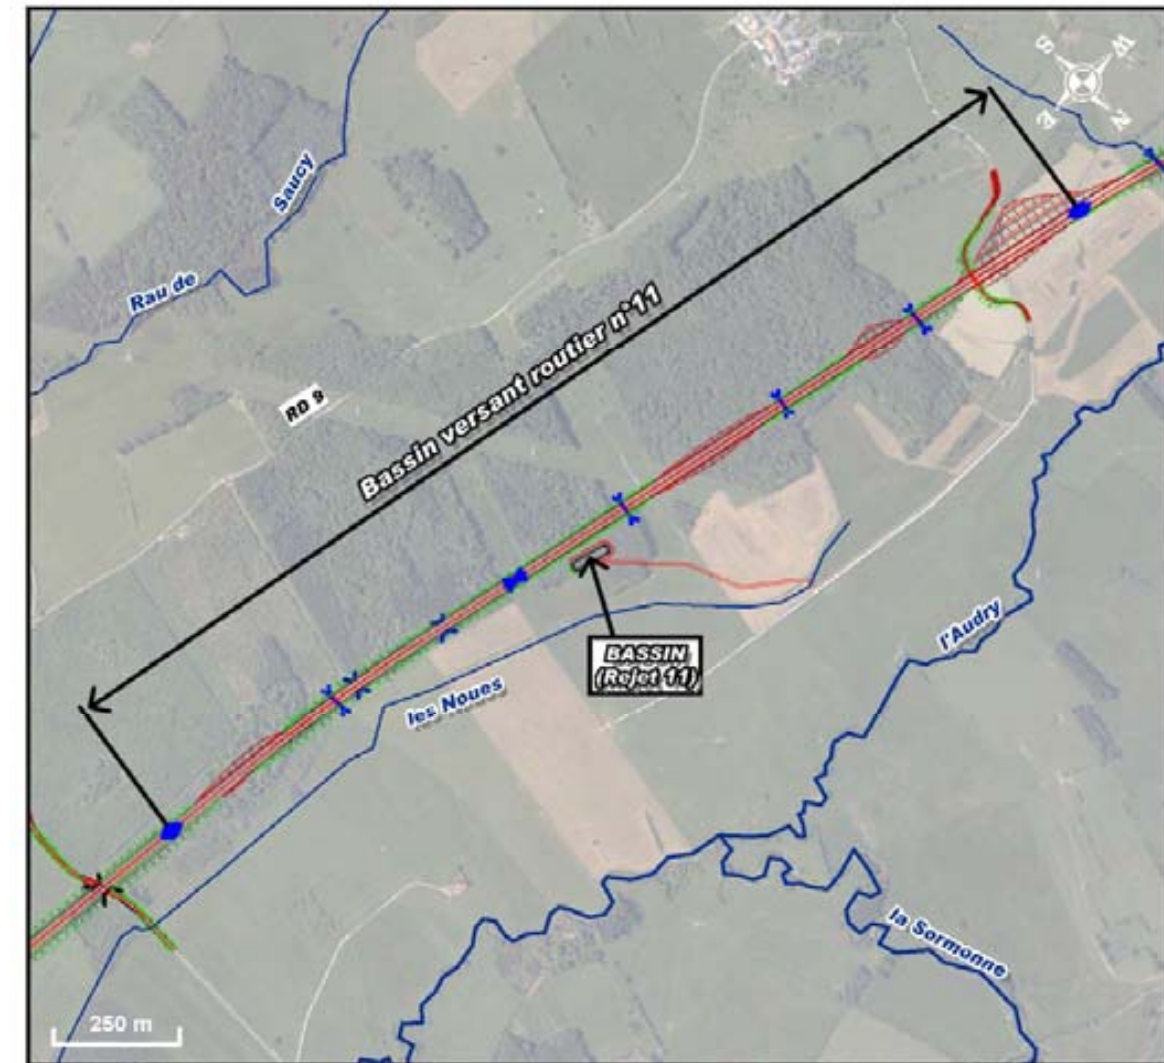 S
W
E
N
Saucy
Rau de
RD 9
Bassin versant routier n°11
BASSIN
(Rejet 11)
les Noues
l'Audry
la Sormonne
250 m